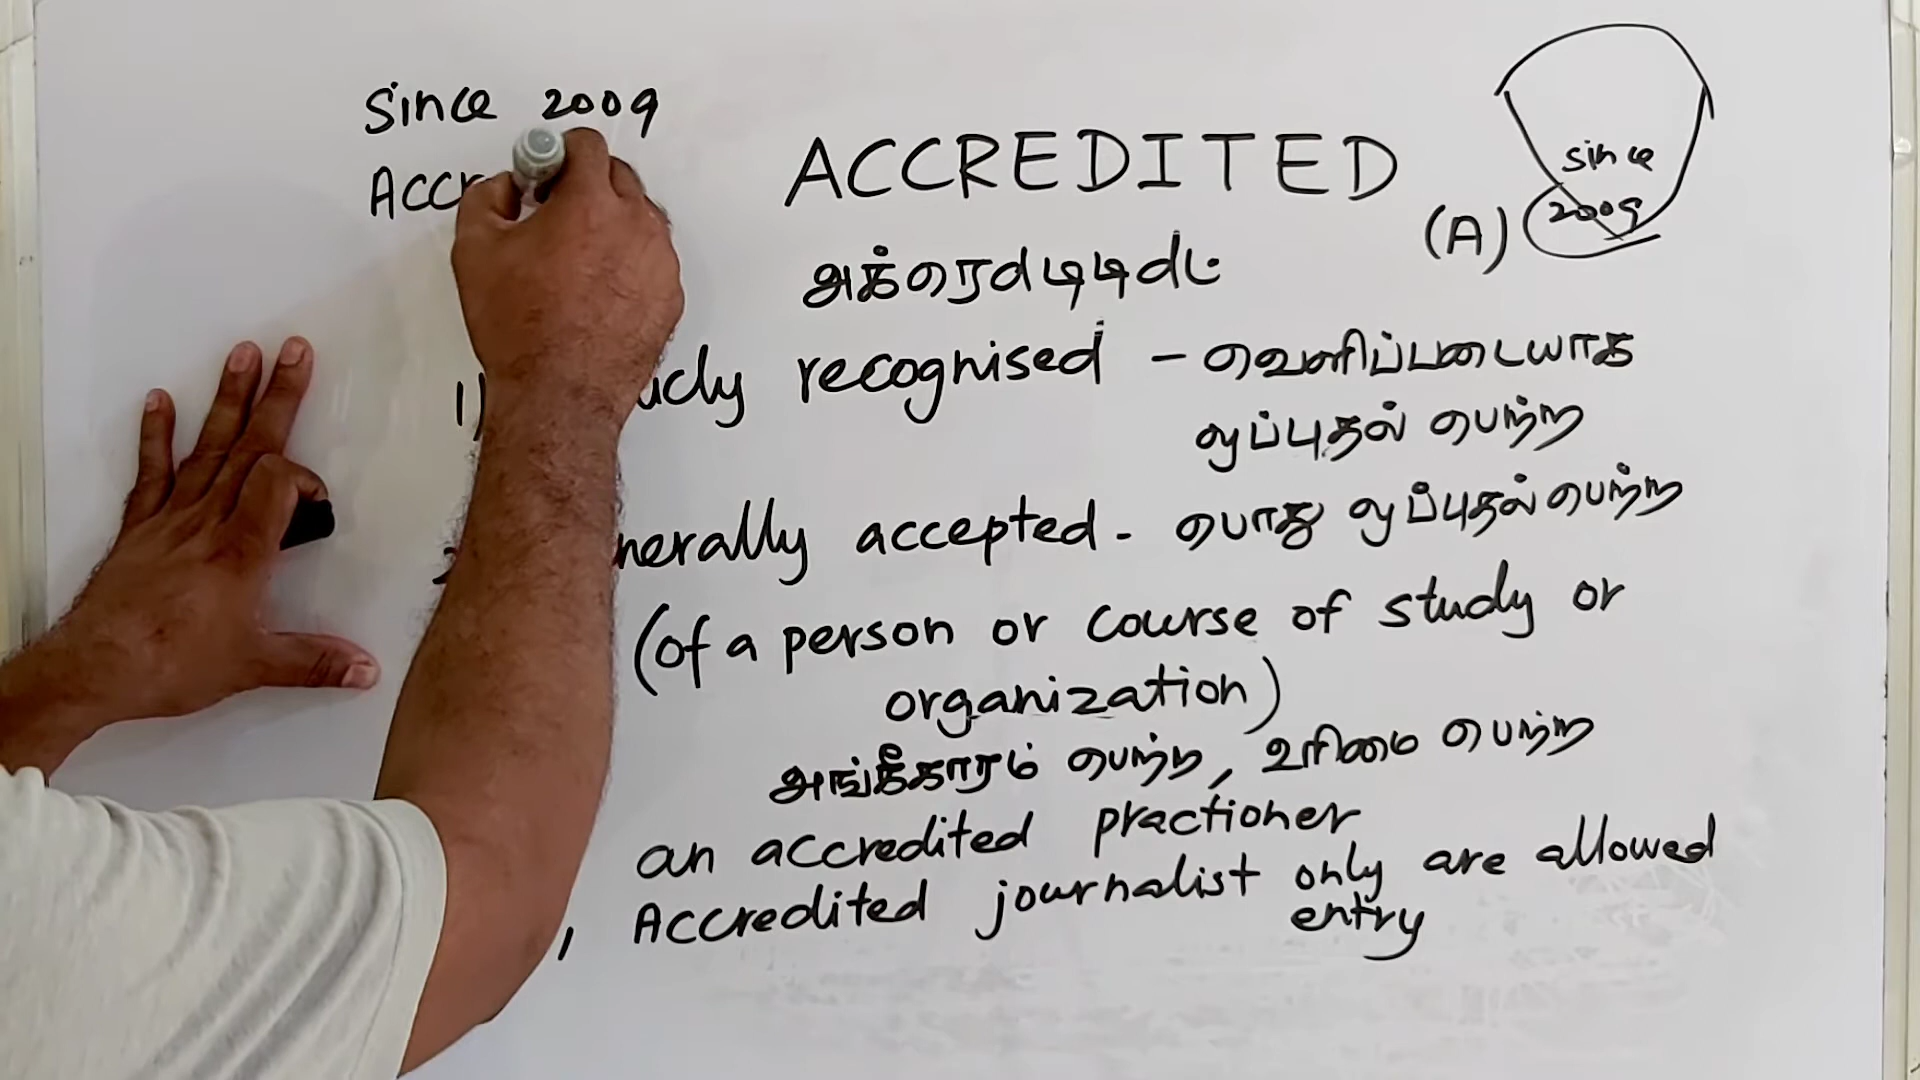 Since 2009
ACCREDITED
(A)
since
2009
அக்ரெடிடிட்
recognised - வெளிப்படையாக
ஒப்புதல் பெற்ற
accepted - பொது ஒப்புதல் பெற்ற
(of a person or course of study or
organization)
அங்கீகாரம் பெற்ற, உரிமை பெற்ற
an accredited practioner
Accredited journalist only are allowed
entry